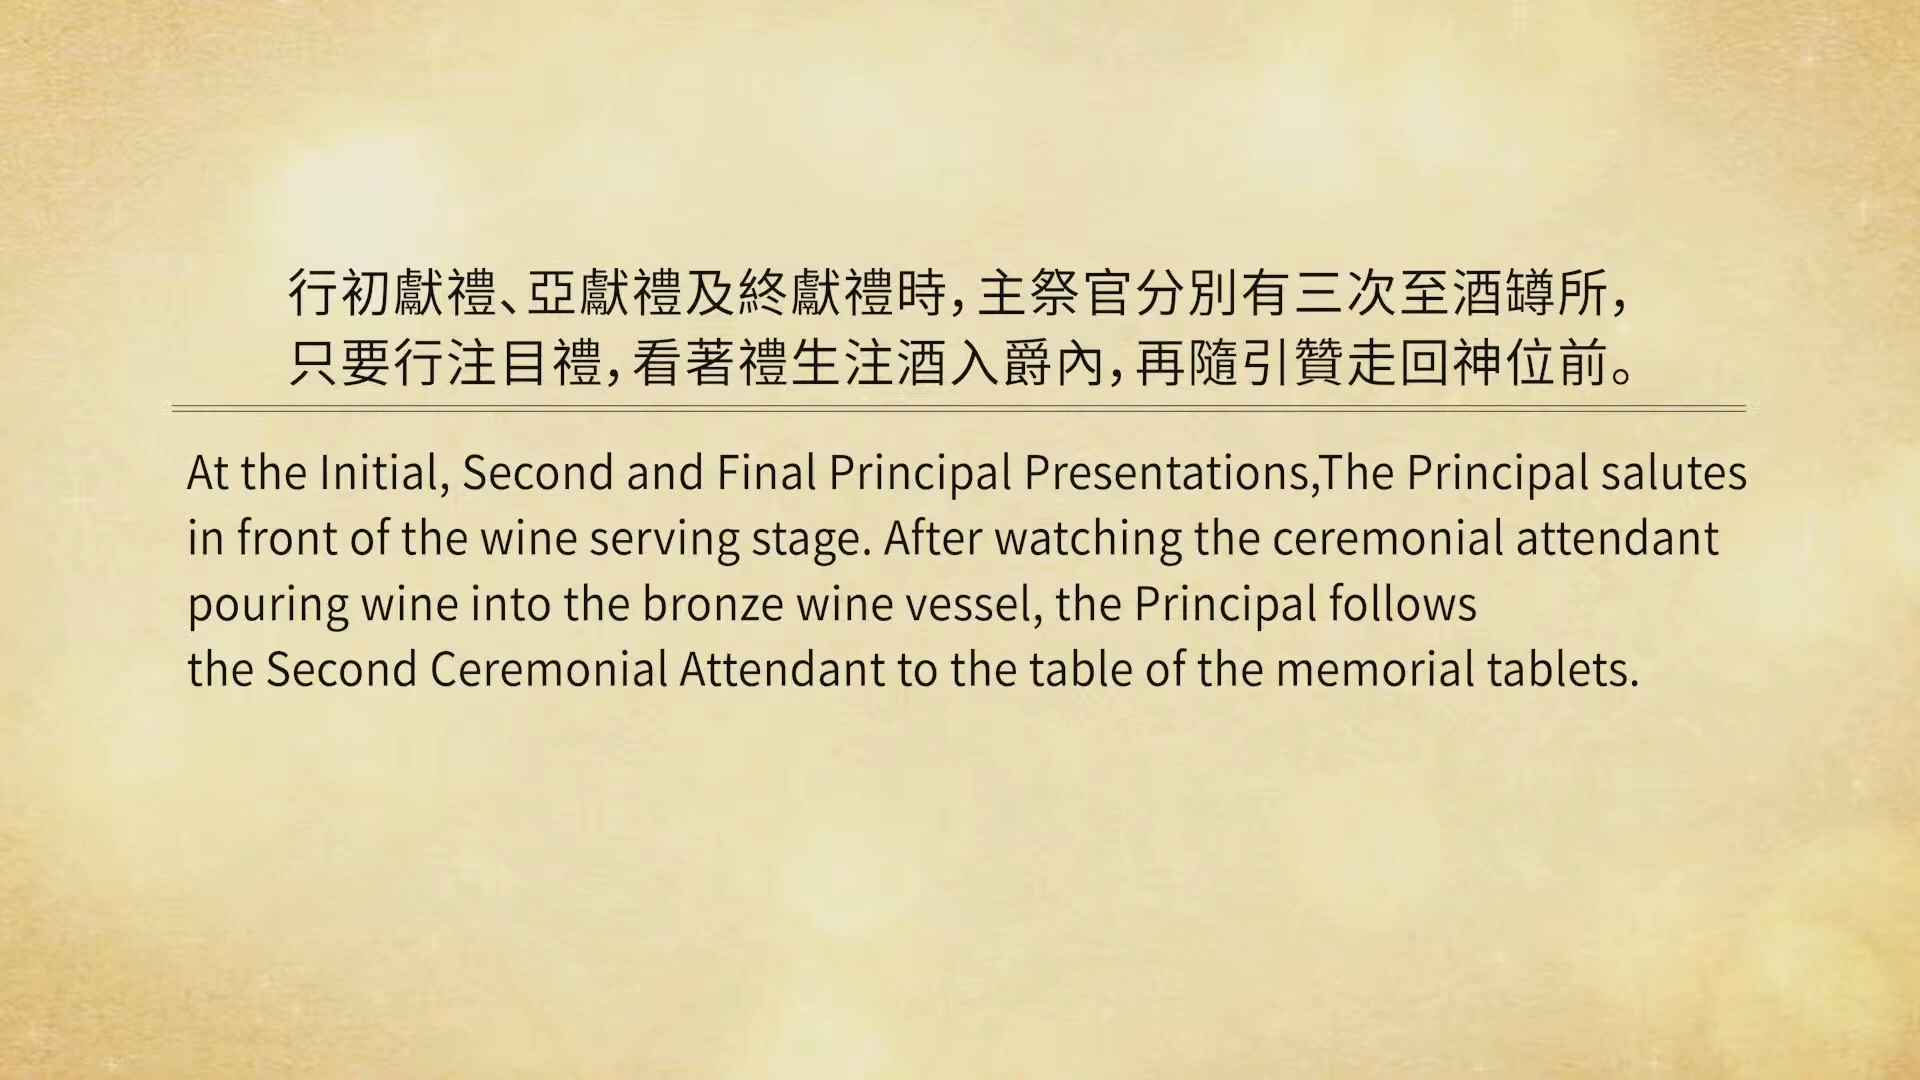 行初獻禮、亞獻禮及終獻禮時，主祭官分別有三次至酒罇所，
只要行注目禮，看著禮生注酒入爵內，再隨引贊走回神位前。
At the Initial, Second and Final Principal Presentations,The Principal salutes
in front of the wine serving stage. After watching the ceremonial attendant
pouring wine into the bronze wine vessel, the Principal follows
the Second Ceremonial Attendant to the table of the memorial tablets.